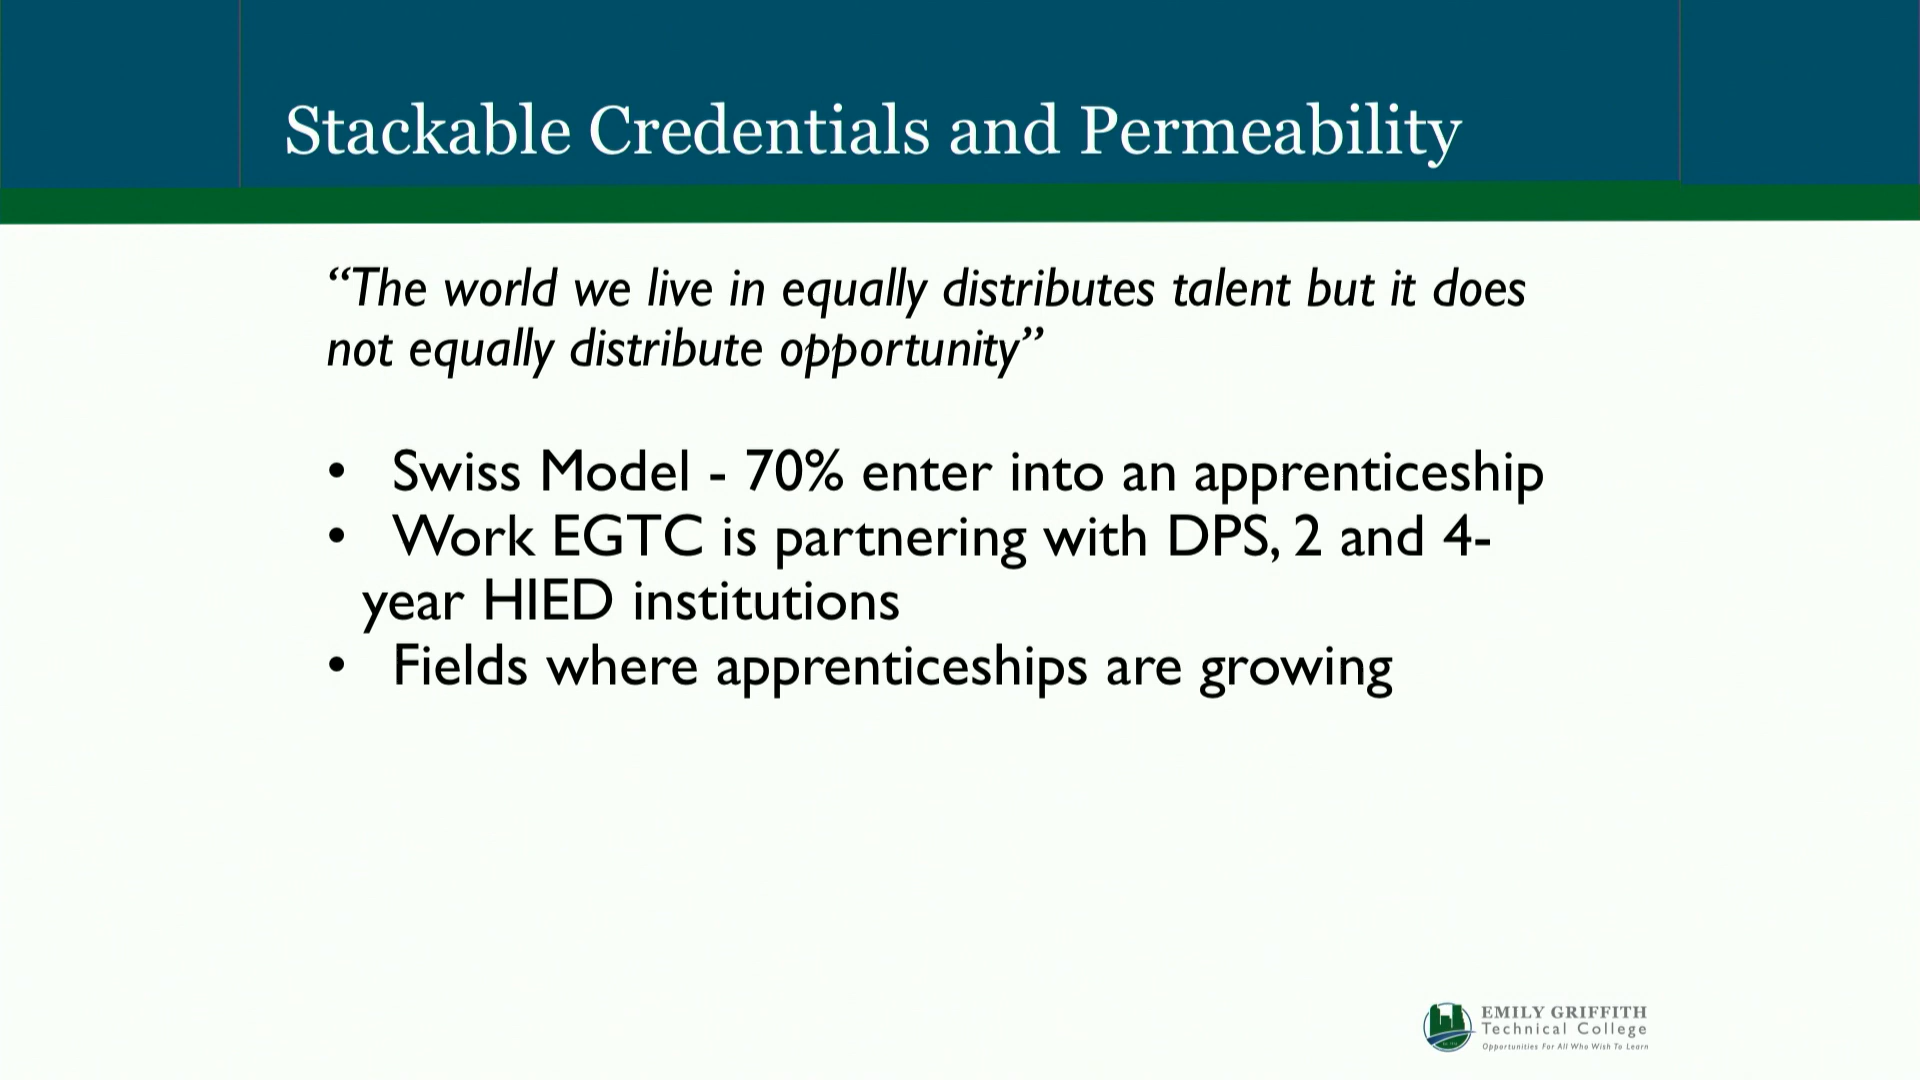 Stackable Credentials and Permeability
“The world we live in equally distributes talent but it does
not equally distribute opportunity”
• Swiss Model - 70% enter into an apprenticeship
• Work EGTC is partnering with DPS, 2 and 4-
year HIED institutions
• Fields where apprenticeships are growing
EMILY GRIFFITH
Technical College
Opportunities For All Who Wish To Learn